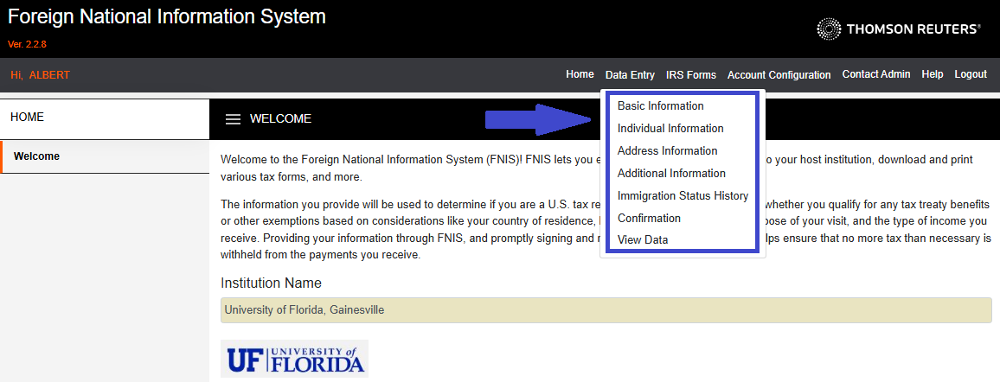 Foreign National Information System
Ver. 2.2.8
THOMSON REUTERS®
Hi, ALBERT
Home Data Entry IRS Forms Account Configuration Contact Admin Help Logout
HOME
WELCOME
Welcome
Basic Information
Individual Information
Address Information
Additional Information
Immigration Status History
Confirmation
View Data
Welcome to the Foreign National Information System (FNIS)! FNIS lets you e o your host institution, download and print
various tax forms, and more.
The information you provide will be used to determine if you are a U.S. tax re whether you qualify for any tax treaty benefits
or other exemptions based on considerations like your country of residence, pose of your visit, and the type of income you
receive. Providing your information through FNIS, and promptly signing and lps ensure that no more tax than necessary is
withheld from the payments you receive.
Institution Name
University of Florida, Gainesville
UF UNIVERSITY of
FLORIDA